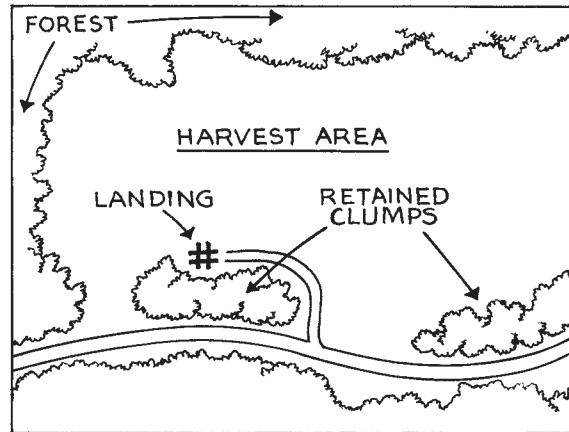 FOREST
HARVEST AREA
LANDING
RETAINED
CLUMPS